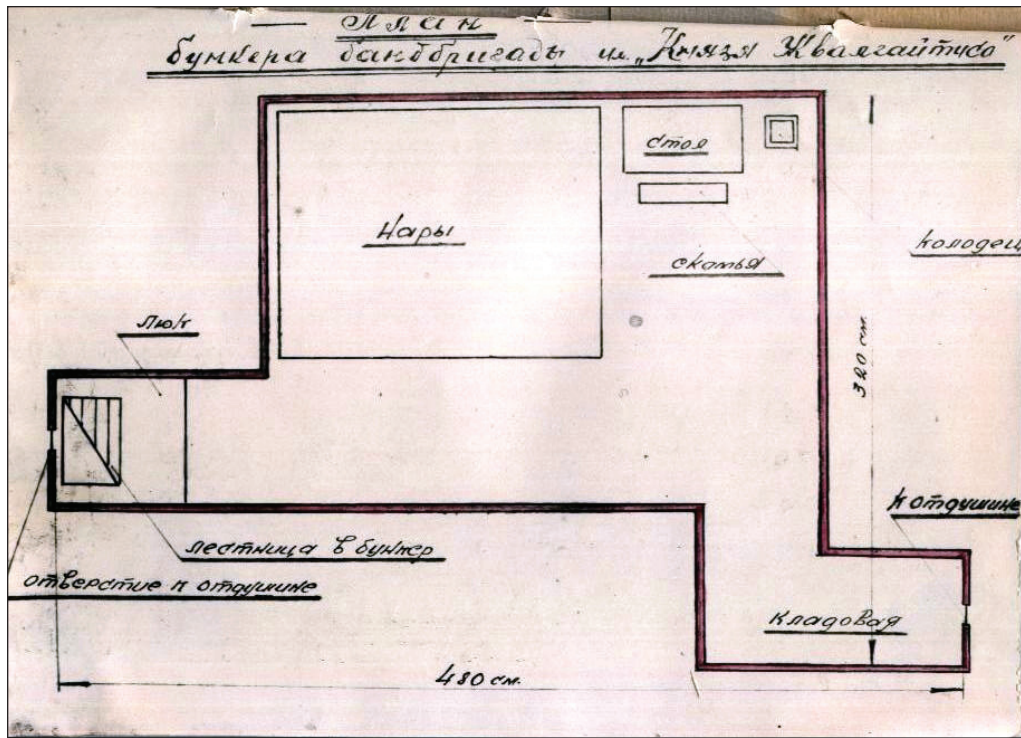 План
бункера бандбригады им. "Князя Жвалгайтисо"
стол
Нары
колодец
скамья
люк
320 см.
к отдушине
лестница в бункер
отверстие к отдушине
кладовая
480 см.